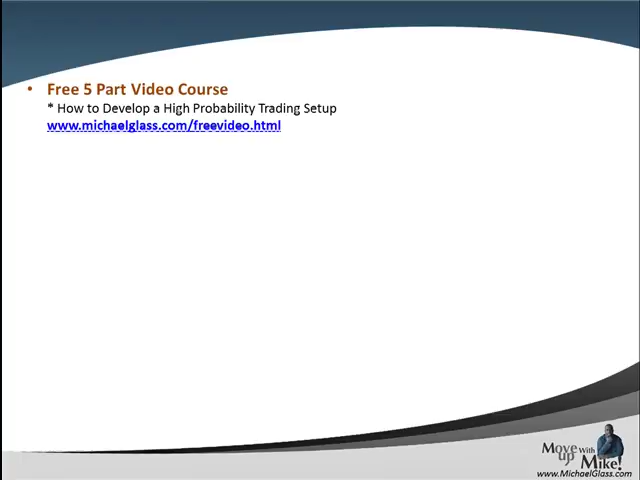 • Free 5 Part Video Course
* How to Develop a High Probability Trading Setup
www.michaelglass.com/freevideo.html
Move up With Mike!
www.MichaelGlass.com